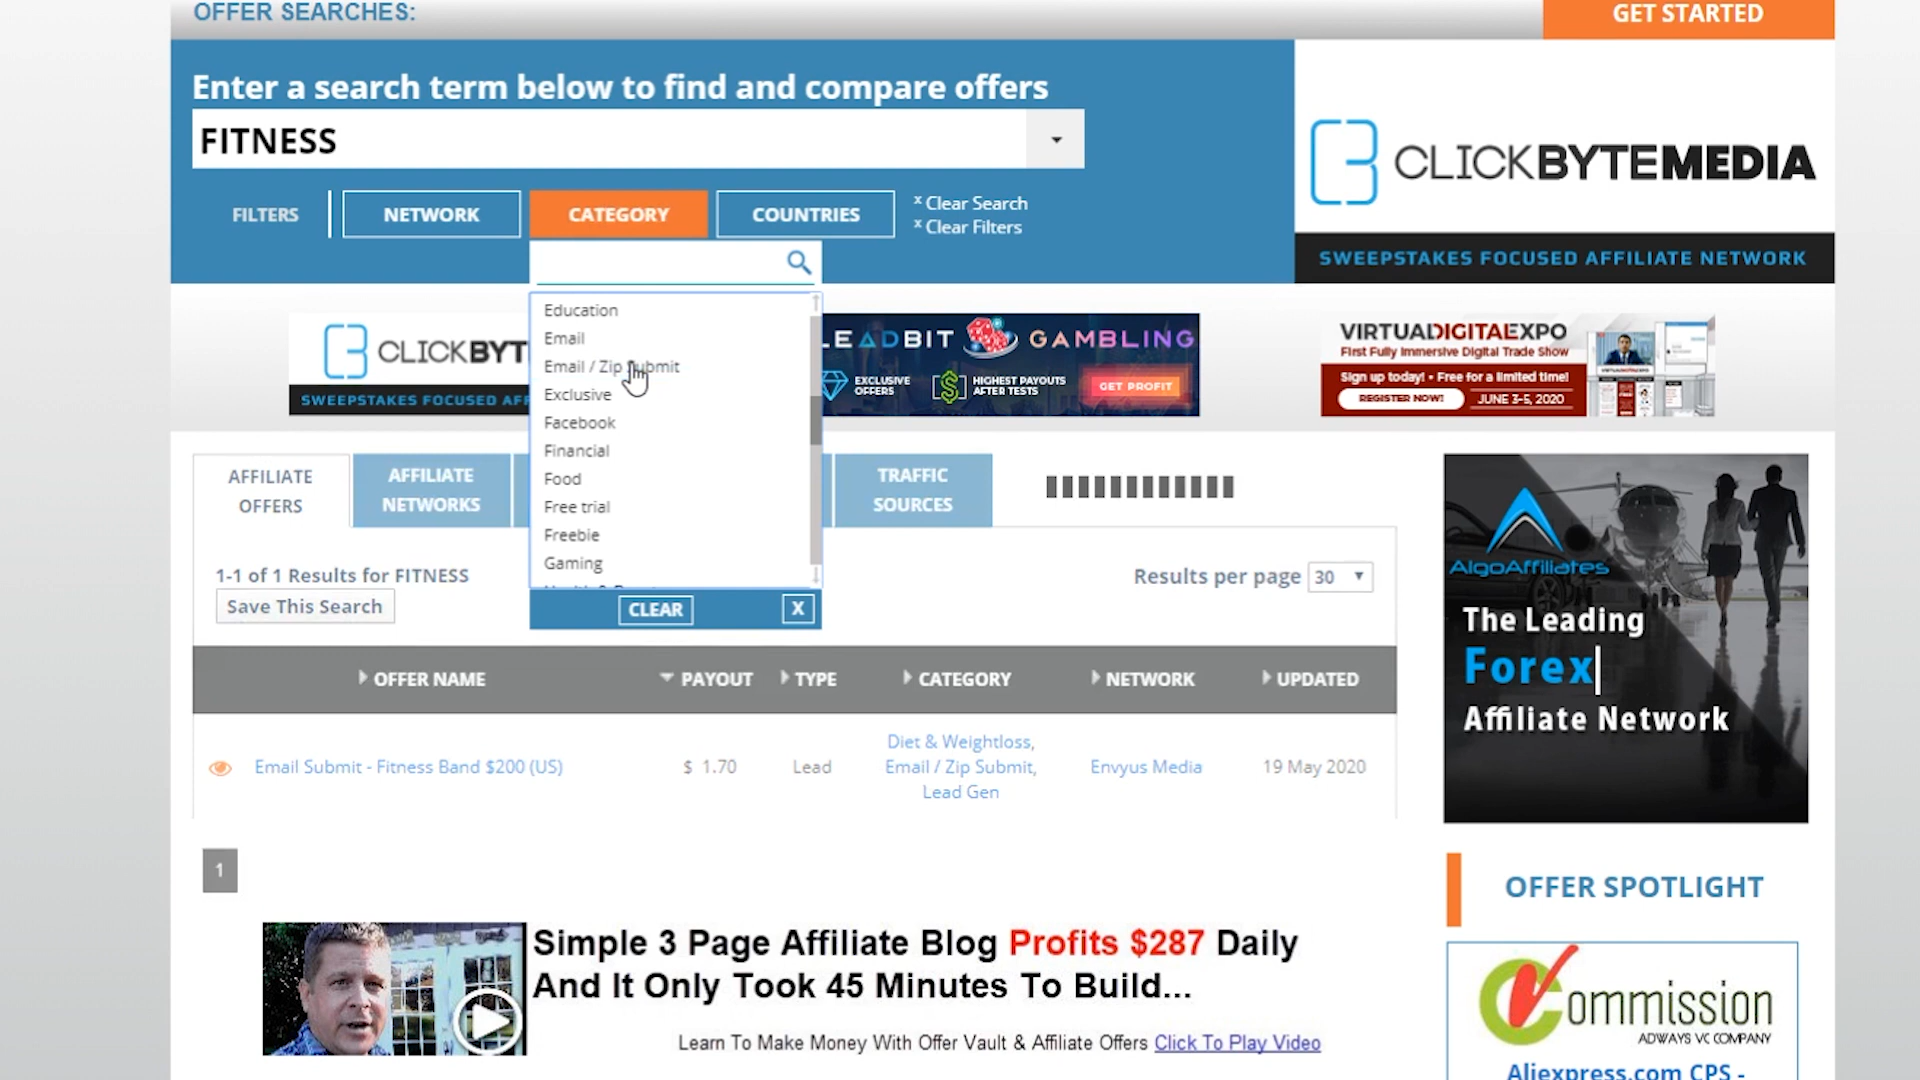 OFFER SEARCHES:
GET STARTED
Enter a search term below to find and compare offers
FITNESS
FILTERS
NETWORK
CATEGORY
COUNTRIES
x Clear Search
x Clear Filters
CLICKBYTEMEDIA
SWEEPSTAKES FOCUSED AFFILIATE NETWORK
Education
Email
Email / Zip Submit
Exclusive
Facebook
Financial
Food
Free trial
Freebie
Gaming
CLEAR
X
CLICKBYT
SWEEPSTAKES FOCUSED AFF
LEADBIT GAMBLING
EXCLUSIVE OFFERS
HIGHEST PAYOUTS AFTER TESTS
GET PROFIT
VIRTUALDIGITALEXPO
First Fully Immersive Digital Trade Show
Sign up today! • Free for a limited time!
REGISTER NOW!
JUNE 3-5, 2020
AFFILIATE OFFERS
AFFILIATE NETWORKS
TRAFFIC SOURCES
1-1 of 1 Results for FITNESS
Save This Search
Results per page 30
OFFER NAME
PAYOUT
TYPE
CATEGORY
NETWORK
UPDATED
Email Submit - Fitness Band $200 (US)
$ 1.70
Lead
Diet & Weightloss,
Email / Zip Submit,
Lead Gen
Envyus Media
19 May 2020
1
AlgoAffiliates
The Leading
Forex
Affiliate Network
Simple 3 Page Affiliate Blog Profits $287 Daily
And It Only Took 45 Minutes To Build...
Learn To Make Money With Offer Vault & Affiliate Offers Click To Play Video
OFFER SPOTLIGHT
Commission
ADWAYS VC COMPANY
Aliexpress.com CPS -